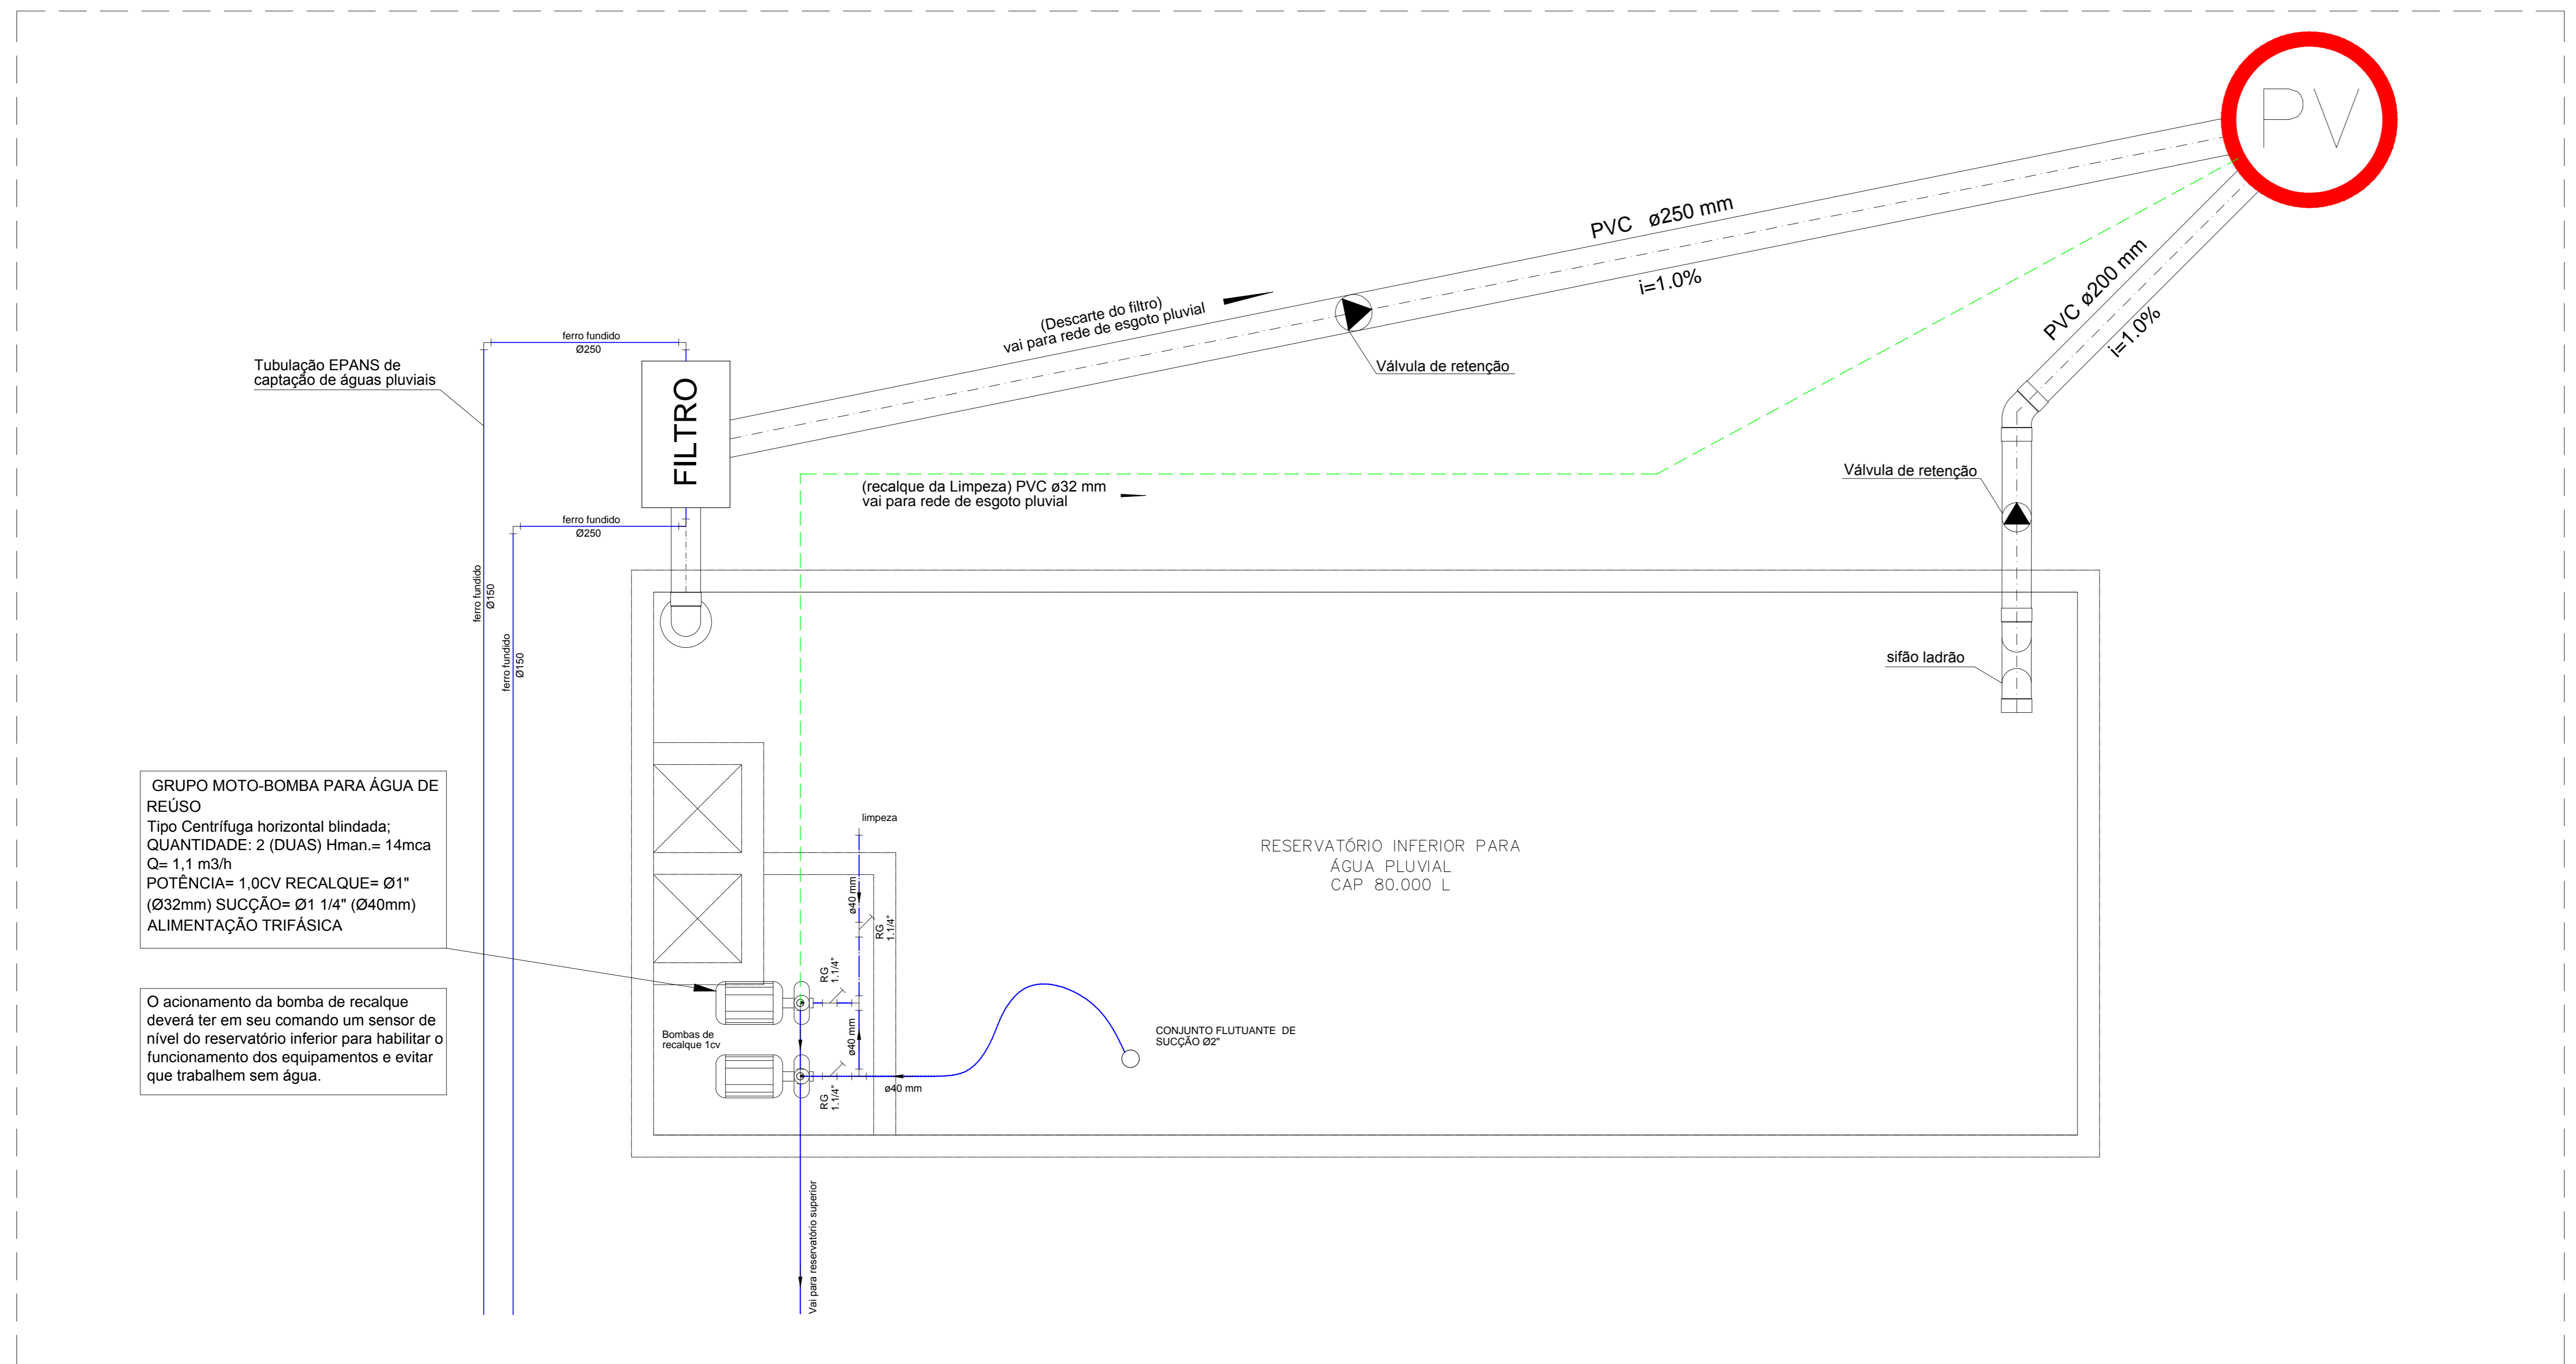 PV
PVC ø250 mm
i=1.0%
PVC ø200 mm
i=1.0%
(Descarte do filtro)
vai para rede de esgoto pluvial
Válvula de retenção
ferro fundido
Ø250
Tubulação EPANS de
captação de águas pluviais
FILTRO
(recalque da Limpeza) PVC ø32 mm
vai para rede de esgoto pluvial
Válvula de retenção
ferro fundido
Ø250
ferro fundido
Ø150
ferro fundido
Ø150
sifão ladrão
GRUPO MOTO-BOMBA PARA ÁGUA DE
REÚSO
Tipo Centrífuga horizontal blindada;
QUANTIDADE: 2 (DUAS) Hman.= 14mca
Q= 1,1 m3/h
POTÊNCIA= 1,0CV RECALQUE= Ø1"
(Ø32mm) SUCÇÃO= Ø1 1/4" (Ø40mm)
ALIMENTAÇÃO TRIFÁSICA
limpeza
RESERVATÓRIO INFERIOR PARA
ÁGUA PLUVIAL
CAP 80.000 L
ø40 mm
RG
1.1/4"
RG
1.1/4"
O acionamento da bomba de recalque
deverá ter em seu comando um sensor de
nível do reservatório inferior para habilitar o
funcionamento dos equipamentos e evitar
que trabalhem sem água.
Bombas de
recalque 1cv
ø40 mm
CONJUNTO FLUTUANTE DE
SUCÇÃO Ø2"
ø40 mm
RG
1.1/4"
Vai para reservatório superior